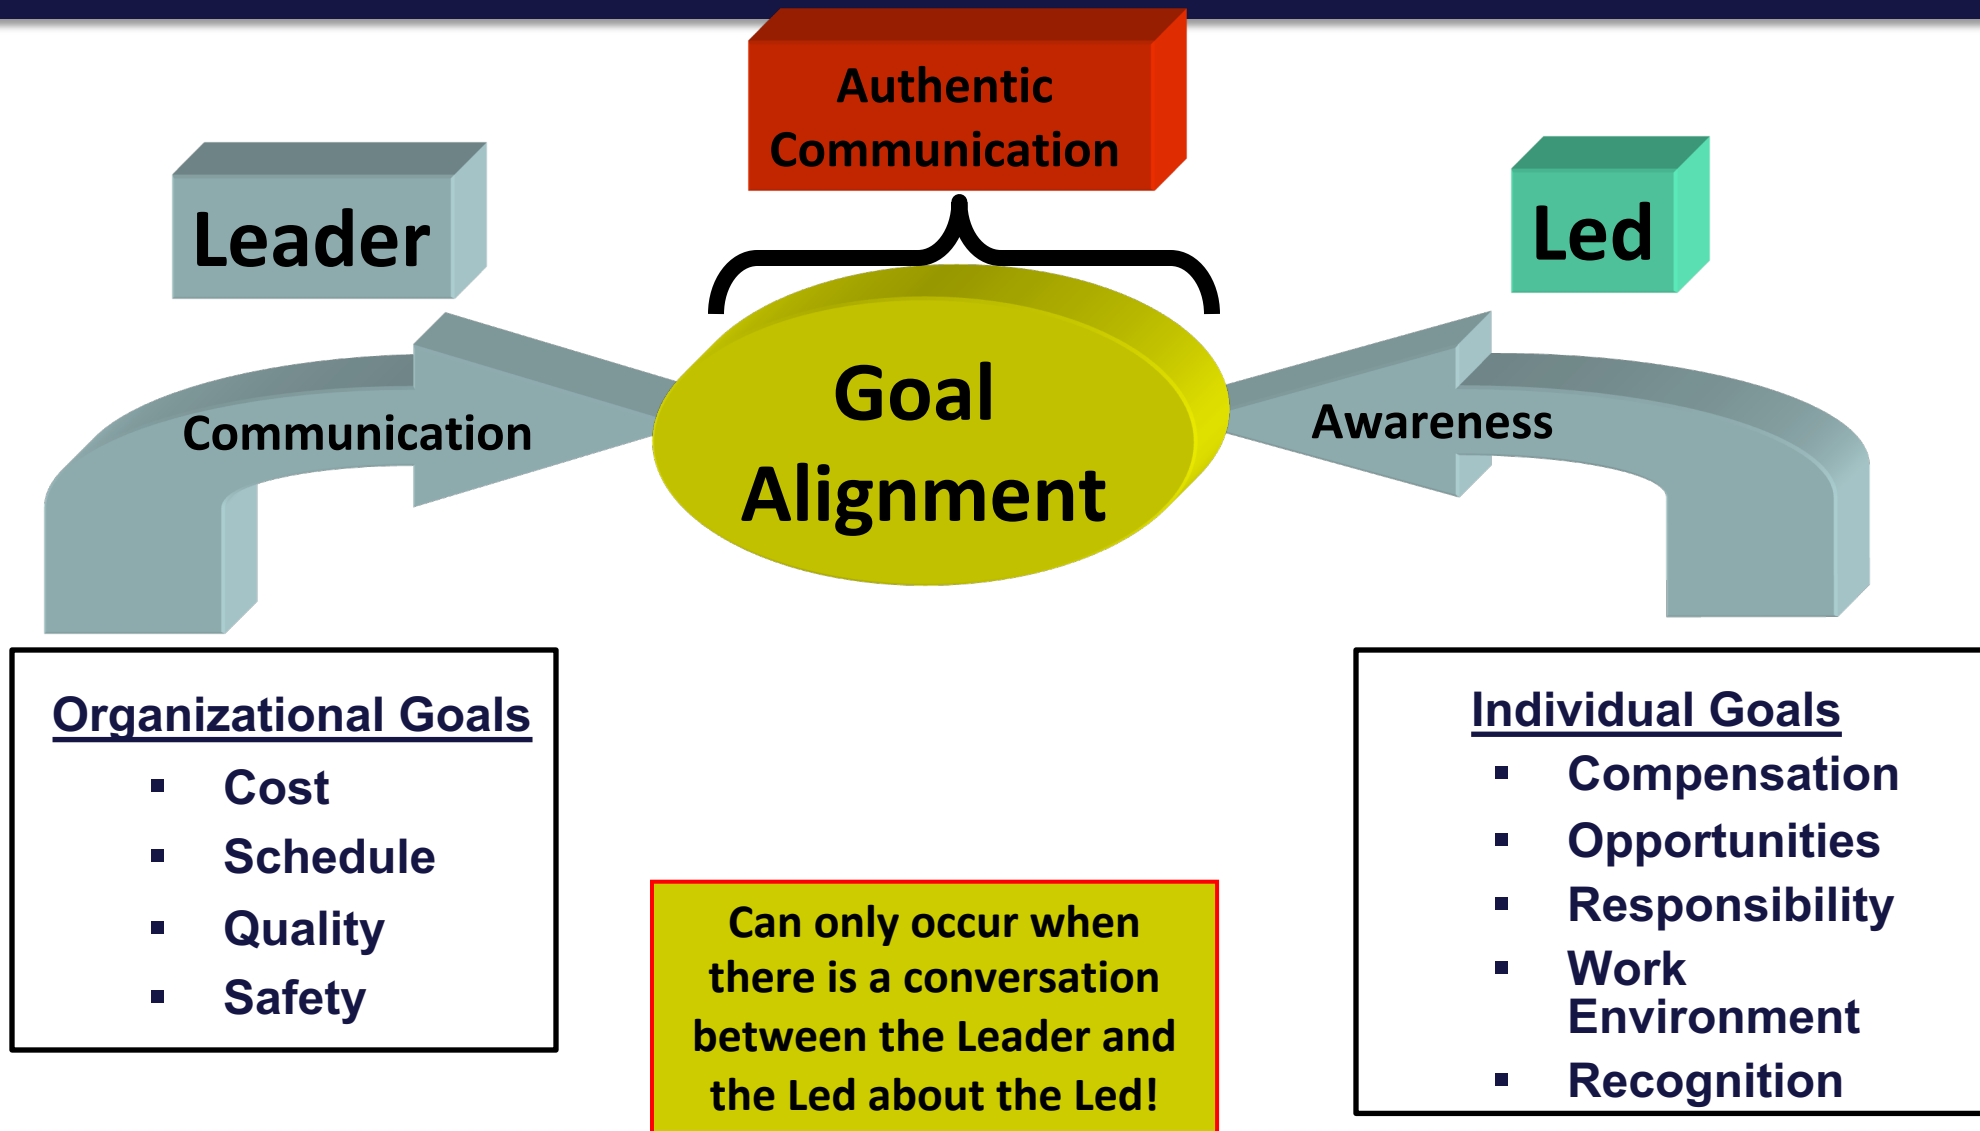 Authentic
Communication
Leader
Led
Communication
Goal
Alignment
Awareness
Organizational Goals
▪ Cost
▪ Schedule
▪ Quality
▪ Safety
Can only occur when
there is a conversation
between the Leader and
the Led about the Led!
Individual Goals
▪ Compensation
▪ Opportunities
▪ Responsibility
▪ Work
Environment
▪ Recognition